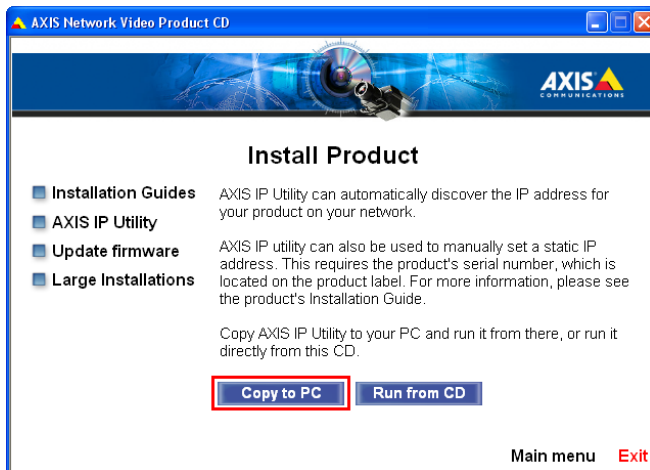 AXIS Network Video Product CD
AXIS
COMMUNICATIONS
Install Product
Installation Guides
AXIS IP Utility
Update firmware
Large Installations
AXIS IP Utility can automatically discover the IP address for
your product on your network.
AXIS IP utility can also be used to manually set a static IP
address. This requires the product's serial number, which is
located on the product label. For more information, please see
the product's Installation Guide.
Copy AXIS IP Utility to your PC and run it from there, or run it
directly from this CD.
Copy to PC
Run from CD
Main menu
Exit